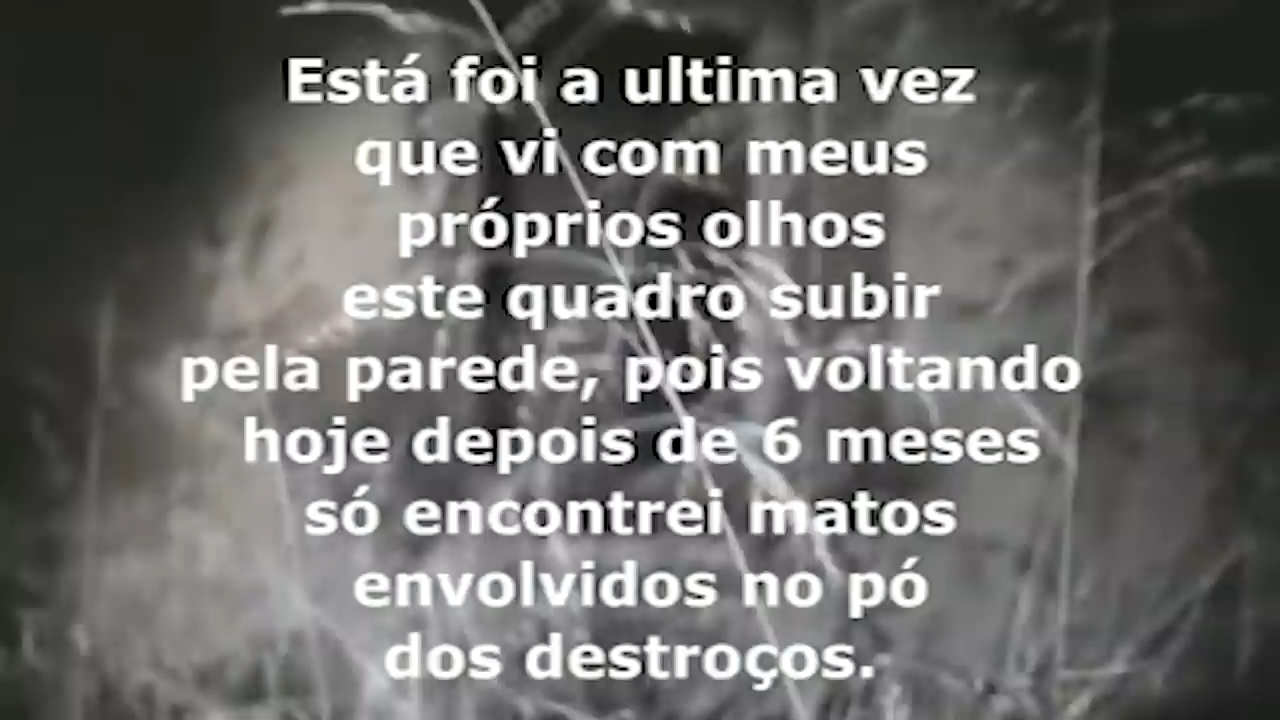 Está foi a ultima vez
que vi com meus
próprios olhos
este quadro subir
pela parede, pois voltando
hoje depois de 6 meses
só encontrei matos
envolvidos no pó
dos destroços.